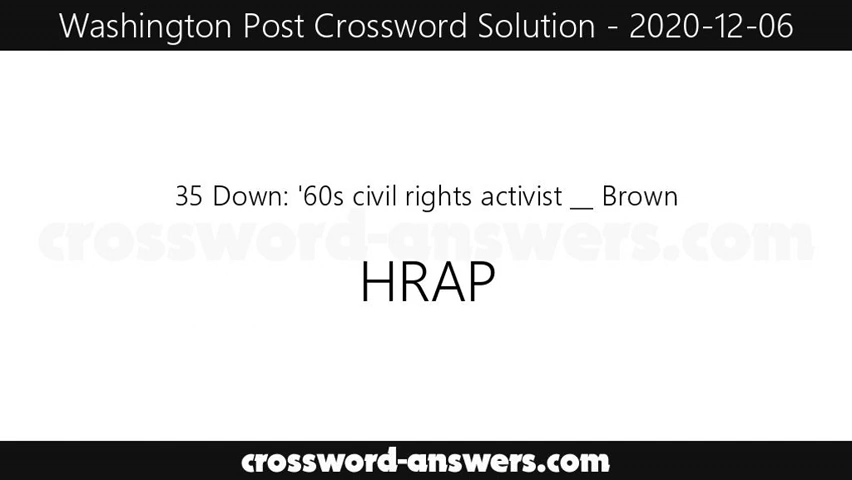 Washington Post Crossword Solution - 2020-12-06
35 Down: '60s civil rights activist __ Brown
crossword-answers.com
HRAP
crossword-answers.com